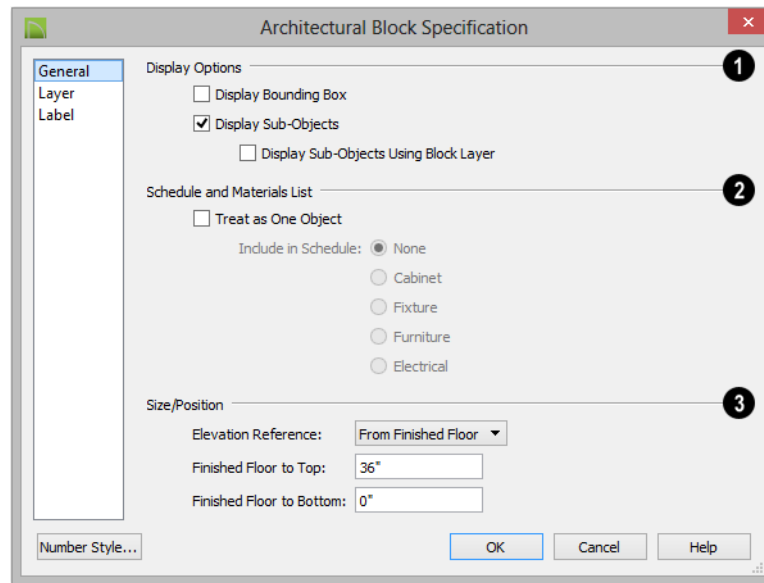 Architectural Block Specification
General
Layer
Label
Display Options 1
Display Bounding Box
Display Sub-Objects
Display Sub-Objects Using Block Layer
Schedule and Materials List 2
Treat as One Object
Include in Schedule: None
Cabinet
Fixture
Furniture
Electrical
Size/Position 3
Elevation Reference: From Finished Floor
Finished Floor to Top: 36"
Finished Floor to Bottom: 0"
Number Style... OK Cancel Help